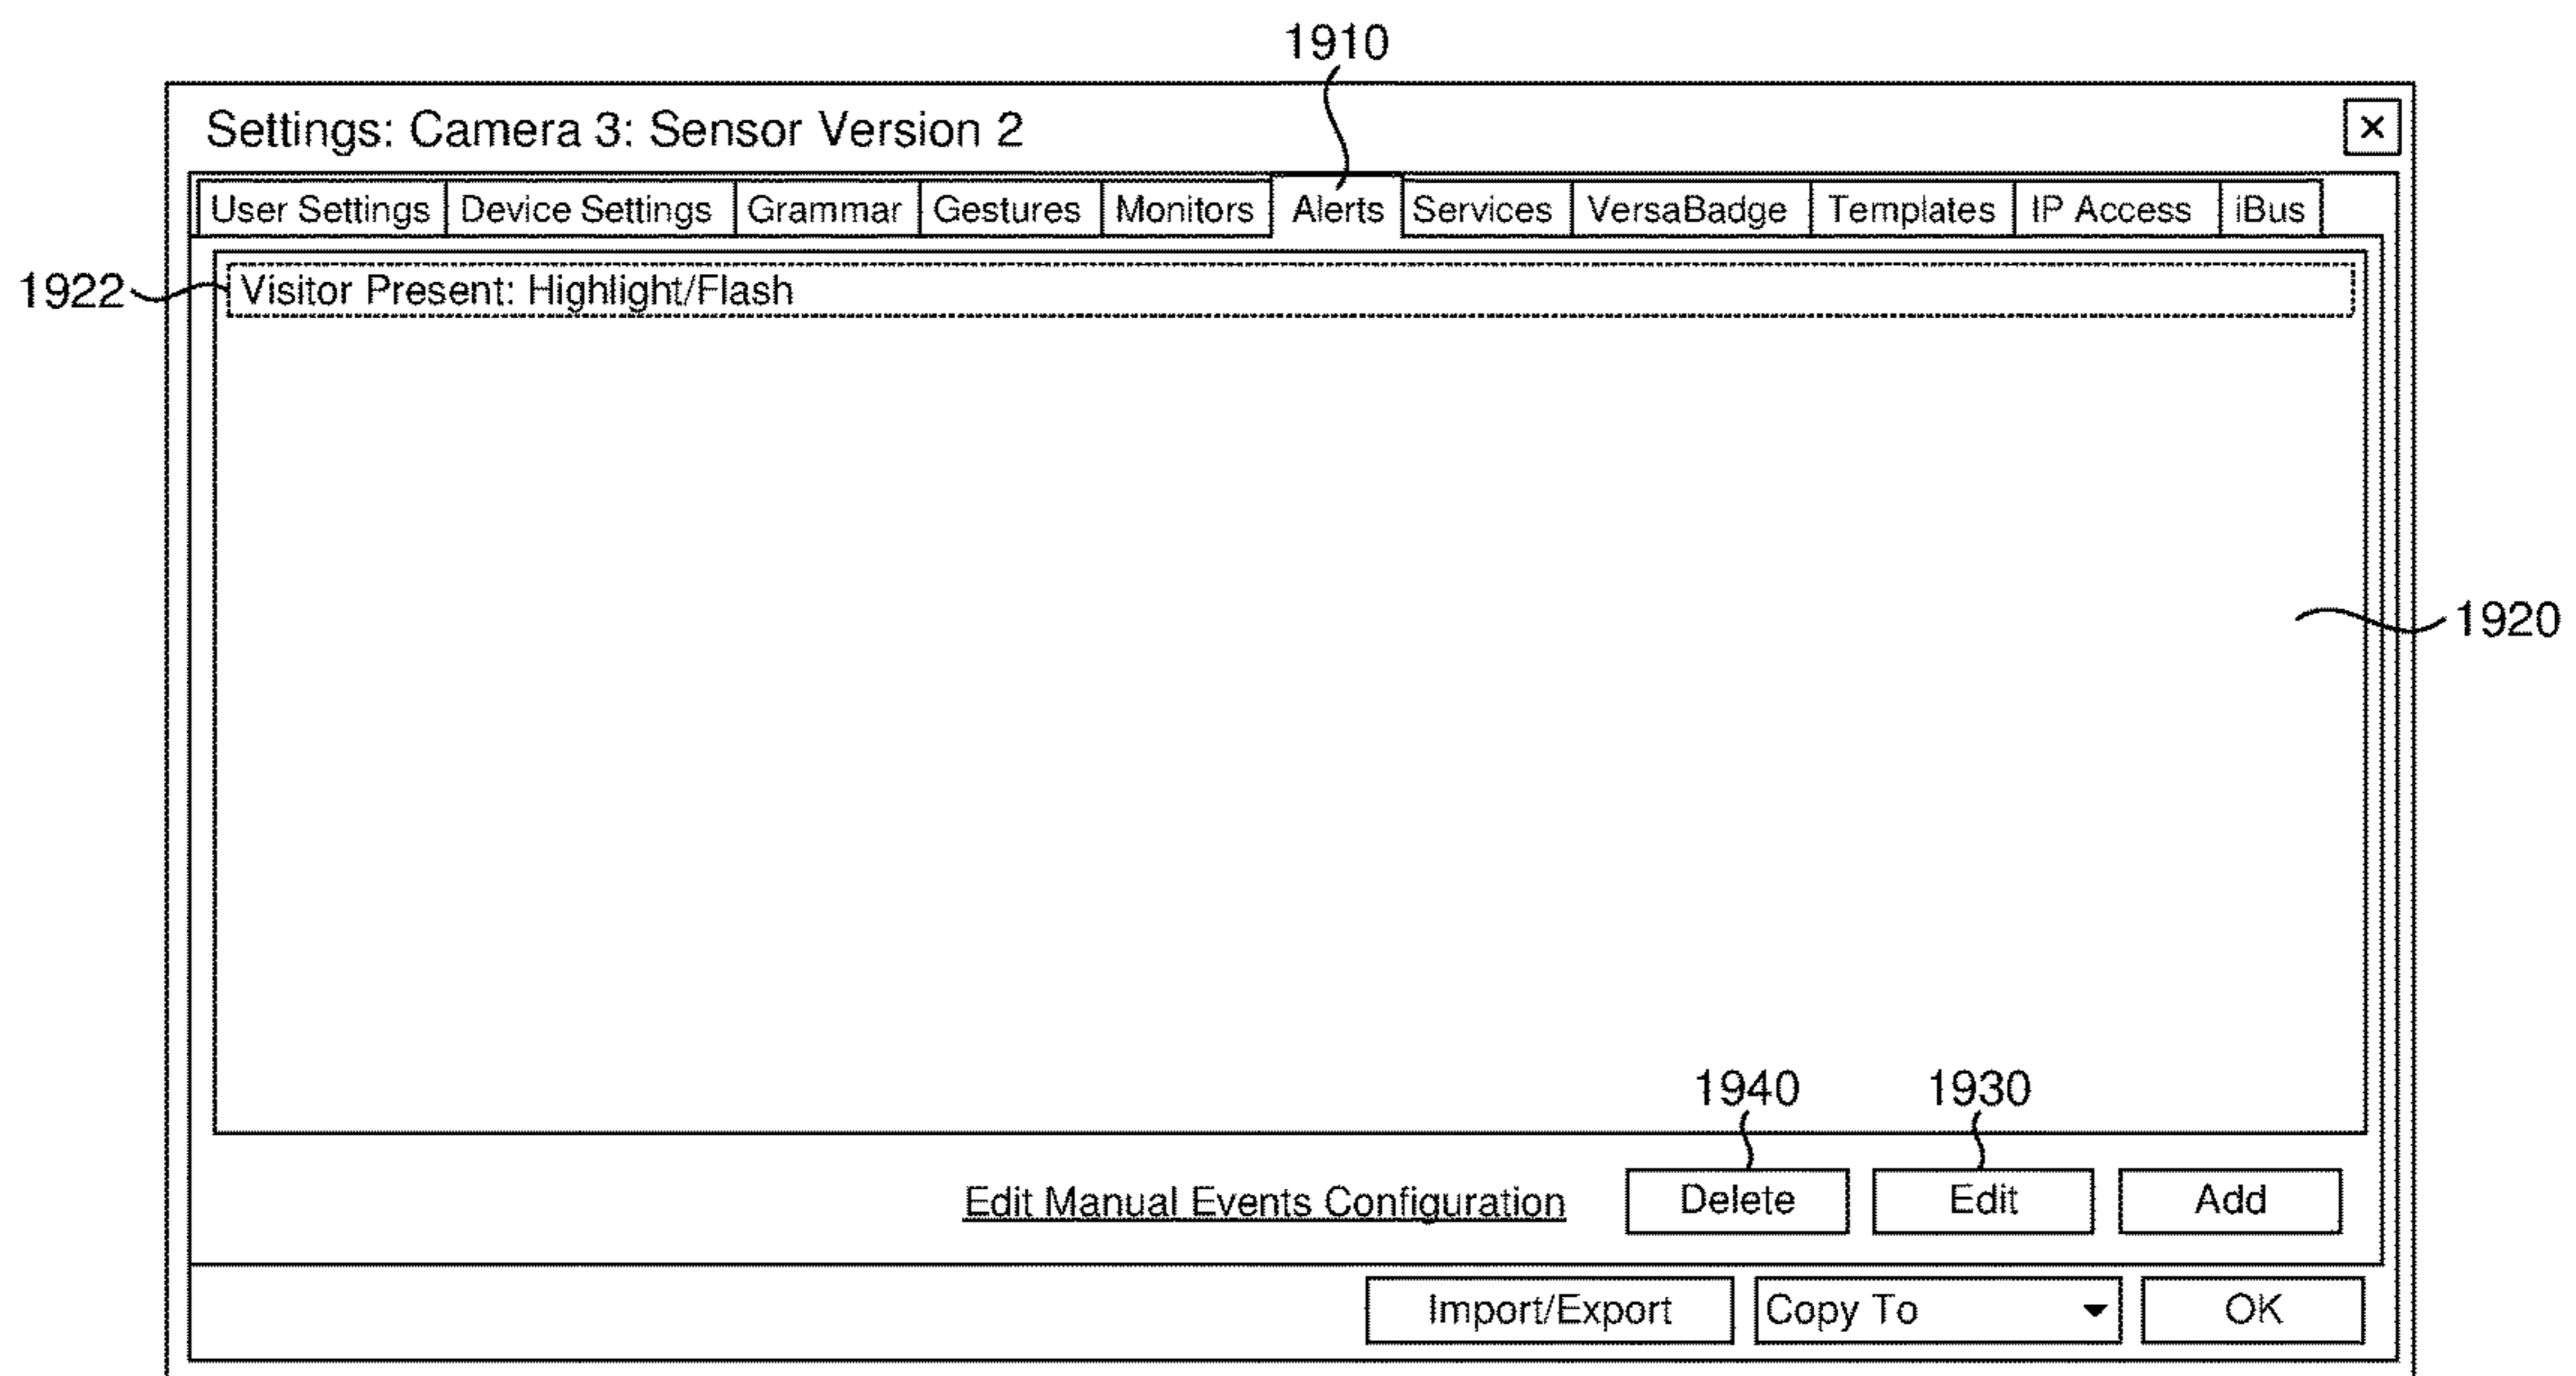 1910
Settings: Camera 3: Sensor Version 2 ×
User Settings Device Settings Grammar Gestures Monitors Alerts Services VersaBadge Templates IP Access iBus
1922 Visitor Present: Highlight/Flash
1920
1940 1930
Edit Manual Events Configuration Delete Edit Add
Import/Export Copy To OK